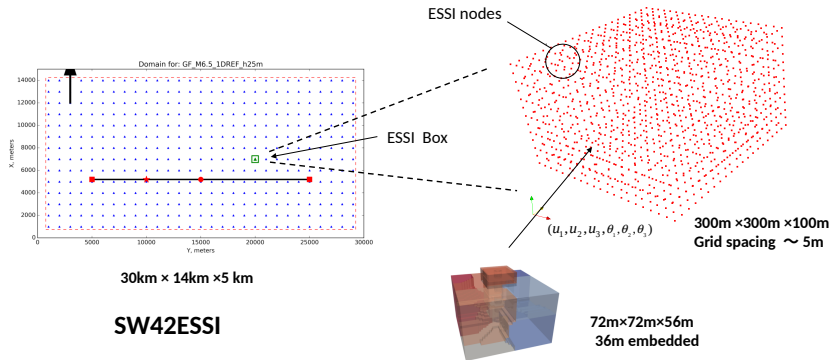 ESSI nodes
Domain for: GF_M6.5_1DREF_h25m
14000
12000
10000
8000
6000
4000
2000
0
X, meters
0
5000
10000
15000
20000
25000
30000
Y, meters
ESSI Box
30km × 14km ×5 km
SW42ESSI
(u₁,u₂,u₃,θ₁,θ₂,θ₃)
300m ×300m ×100m
Grid spacing ～ 5m
72m×72m×56m
36m embedded